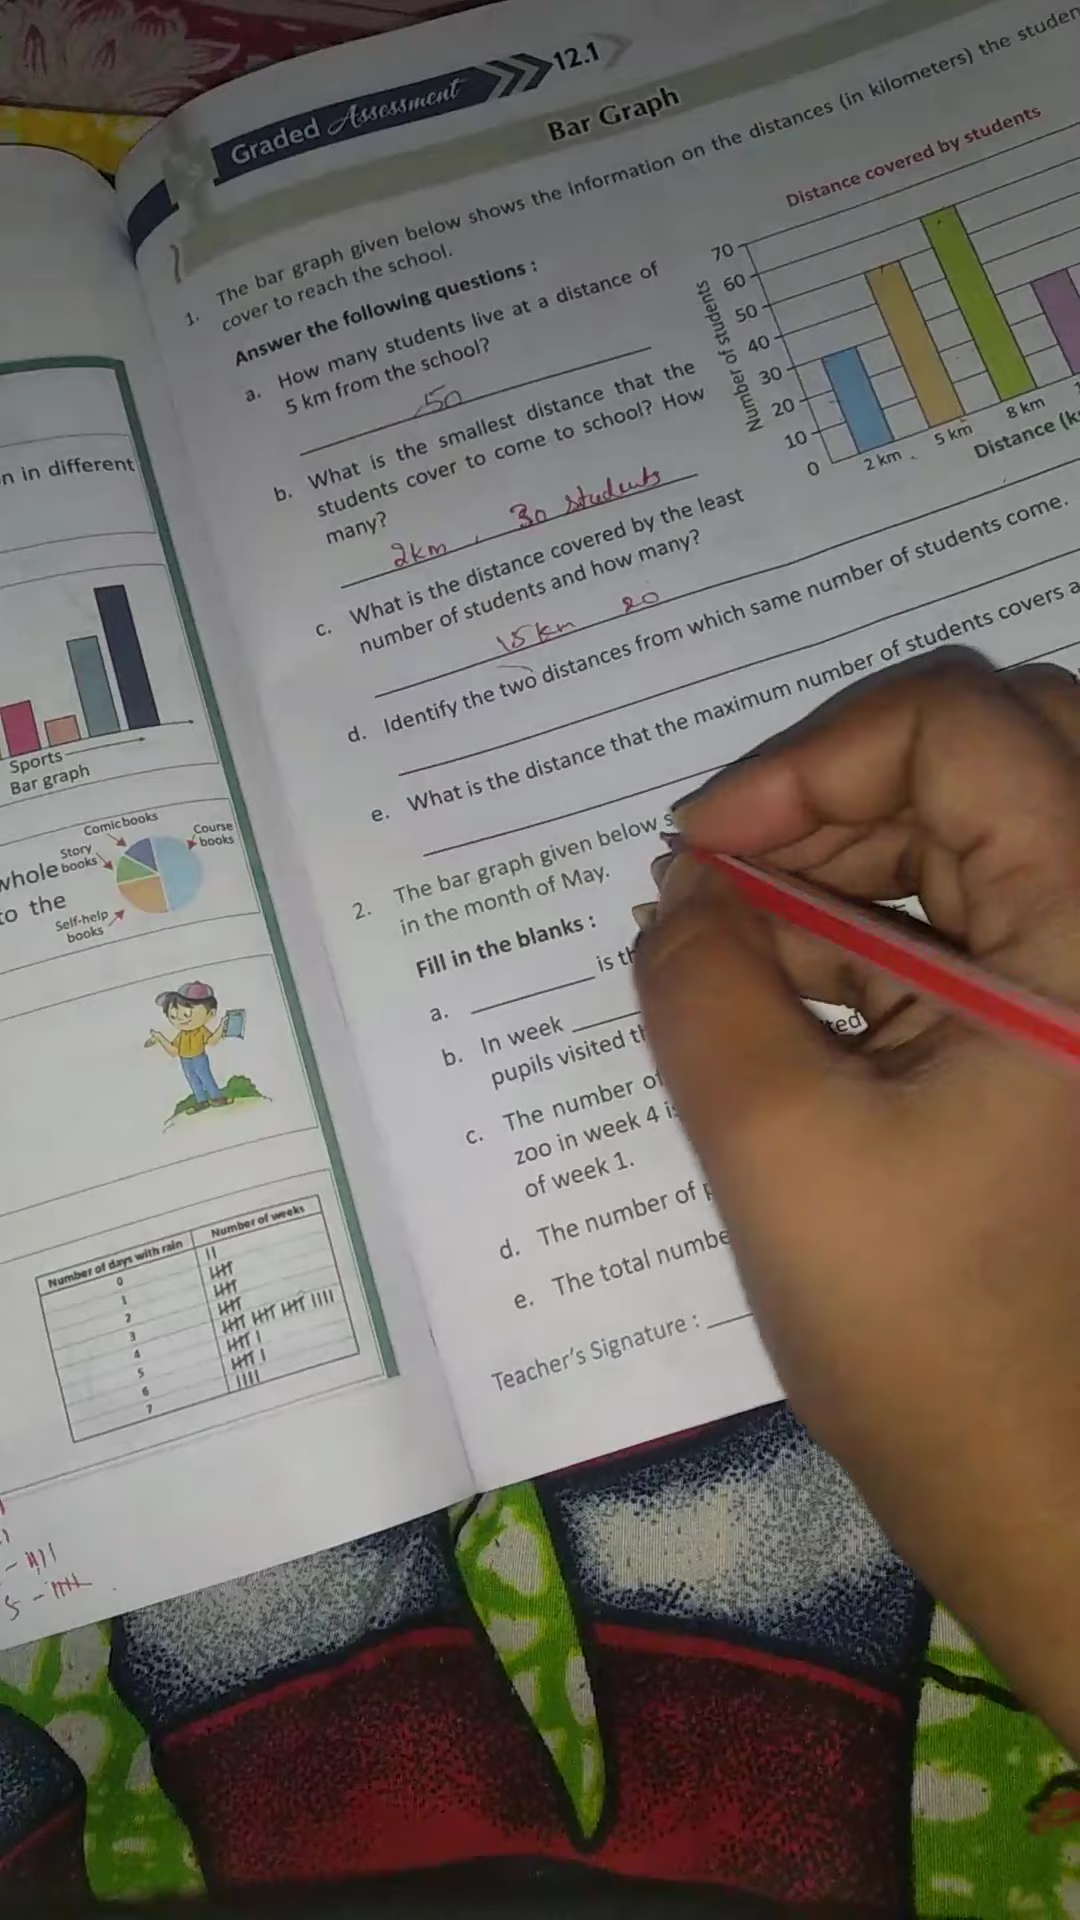 Graded Assessment 12.1
Bar Graph
1. The bar graph given below shows the information on the distances (in kilometers) the
cover to reach the school.
Answer the following questions :
a. How many students live at a distance of
5 km from the school?
50
b. What is the smallest distance that the
students cover to come to school? How
many?
2km, 30 students
c. What is the distance covered by the least
number of students and how many?
15 km 20
d. Identify the two distances from which same number of students come.
e. What is the distance that the maximum number of students covers
Distance covered by students
Number of students
70
60
50
40
30
20
10
0
2 km
5 km
8 km
Distance
2. The bar graph given below
in the month of May.
Fill in the blanks :
a. ________ is
b. In week ________
pupils visited
c. The number of
zoo in week 4
of week 1.
d. The number of
e. The total
Teacher's Signature :
n in different
Sports
Bar graph
whole
to the
Comic books
Story books
Course books
Self-help books
Number of days with rain Number of weeks
0
1
2
3
4
5
6
7